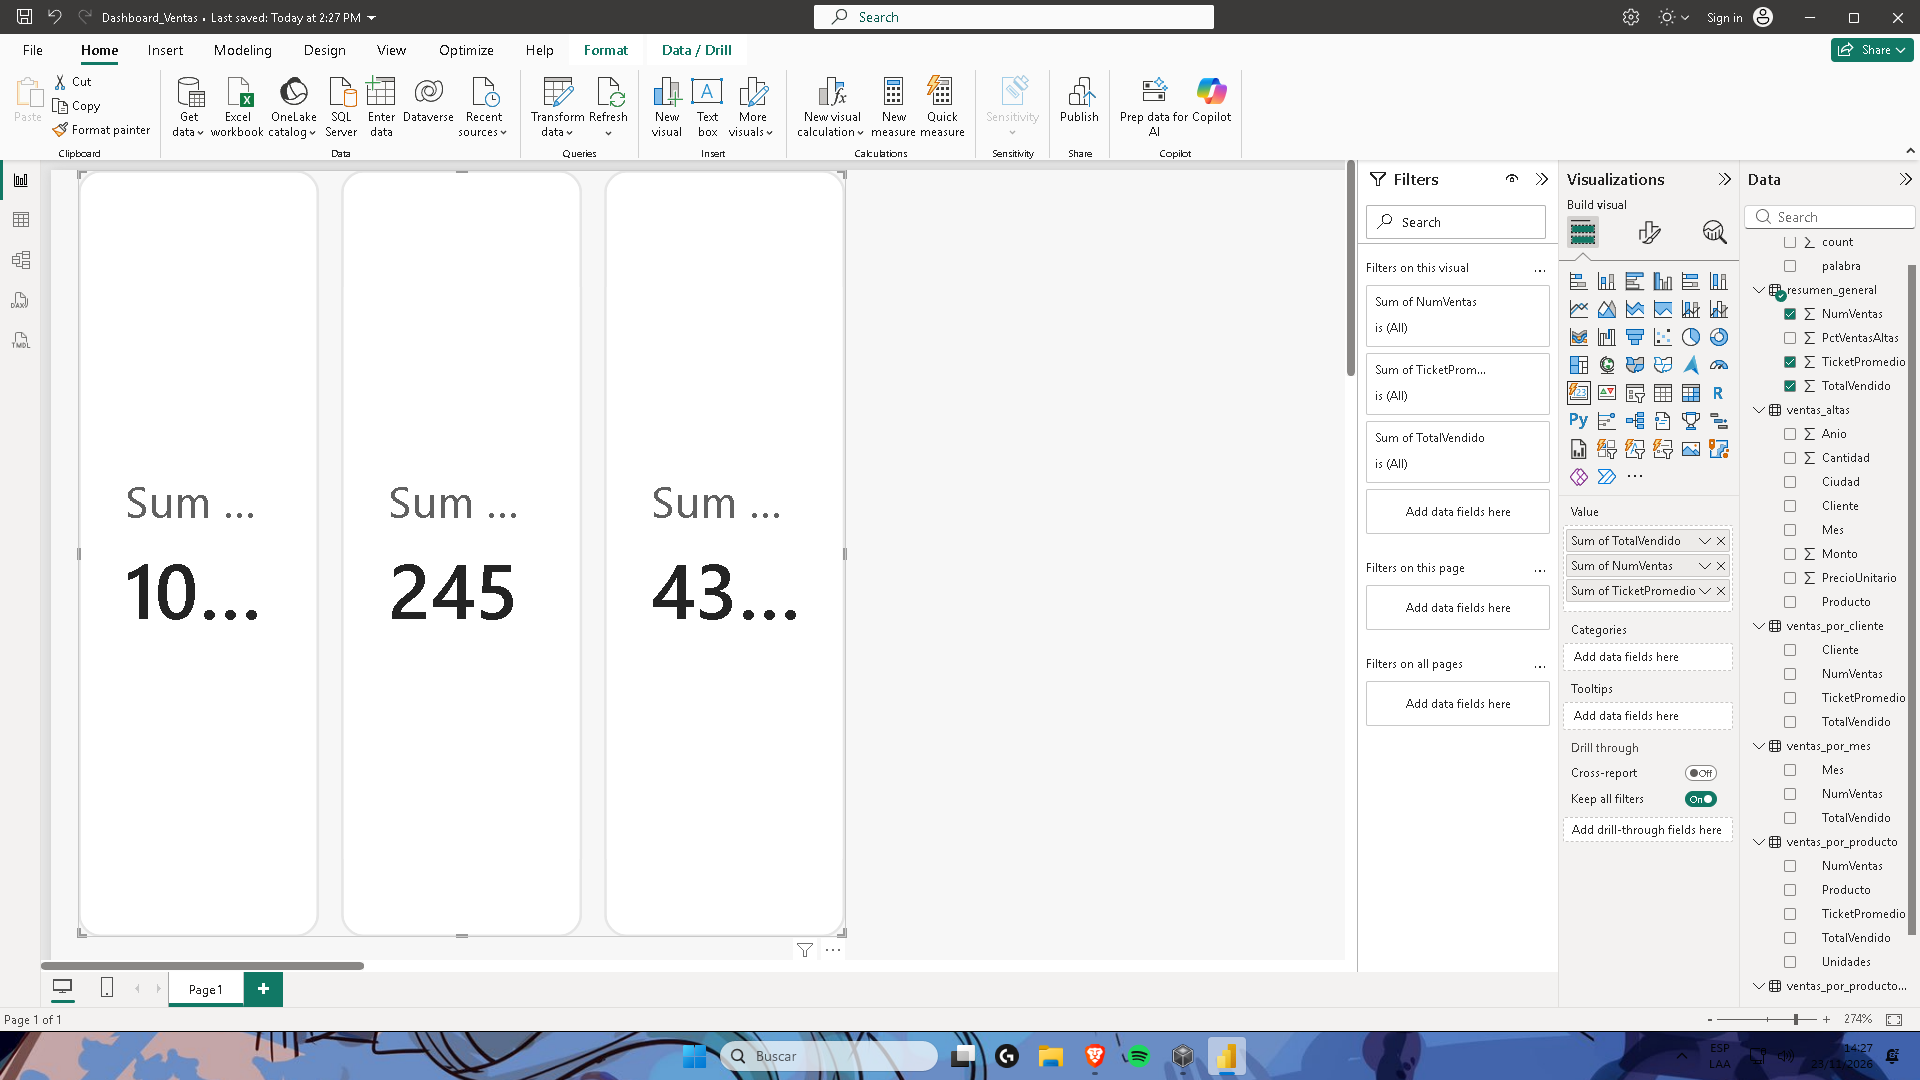 Dashboard_Ventas • Last saved: Today at 2:27 PM
Search
Sign in
File Home Insert Modeling Design View Optimize Help Format Data / Drill
Share
Paste
Cut
Copy
Format painter
Clipboard
Get data
Excel workbook
OneLake catalog
SQL Server
Enter data
Dataverse
Recent sources
Data
Transform data
Refresh
Queries
New visual
Text box
More visuals
Insert
New visual calculation
New measure
Quick measure
Calculations
Sensitivity
Sensitivity
Publish
Share
Prep data for AI
Copilot
Copilot
Sum ...
10...
Sum ...
245
Sum ...
43...
Filters
Search
Filters on this visual
...
Sum of NumVentas
is (All)
Sum of TicketProm...
is (All)
Sum of TotalVendido
is (All)
Add data fields here
Filters on this page
...
Add data fields here
Filters on all pages
...
Add data fields here
Visualizations
Build visual
123
R
Py
...
Value
Sum of TotalVendido
Sum of NumVentas
Sum of TicketPromedio
Categories
Add data fields here
Tooltips
Add data fields here
Drill through
Cross-report
Off
Keep all filters
On
Add drill-through fields here
Data
Search
count
palabra
resumen_general
NumVentas
PctVentasAltas
TicketPromedio
TotalVendido
ventas_altas
Anio
Cantidad
Ciudad
Cliente
Mes
Monto
PrecioUnitario
Producto
ventas_por_cliente
Cliente
NumVentas
TicketPromedio
TotalVendido
ventas_por_mes
Mes
NumVentas
TotalVendido
ventas_por_producto
NumVentas
Producto
TicketPromedio
TotalVendido
Unidades
ventas_por_producto...
DAX
TMDL
Page 1
Page 1 of 1
- + 274%
Buscar
ESP
LAA
14:27
23/11/2026